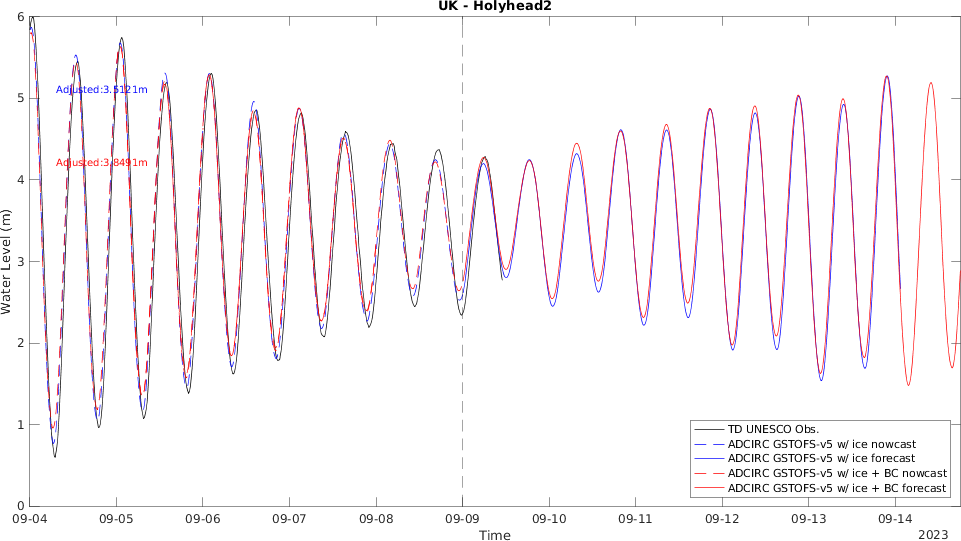 UK - Holyhead2
Water Level (m)
6
5
4
3
2
1
0
Adjusted:3.5121m
Adjusted:3.8491m
TD UNESCO Obs.
ADCIRC GSTOFS-v5 w/ ice nowcast
ADCIRC GSTOFS-v5 w/ ice forecast
ADCIRC GSTOFS-v5 w/ ice + BC nowcast
ADCIRC GSTOFS-v5 w/ ice + BC forecast
09-04 09-05 09-06 09-07 09-08 09-09 09-10 09-11 09-12 09-13 09-14
Time
2023